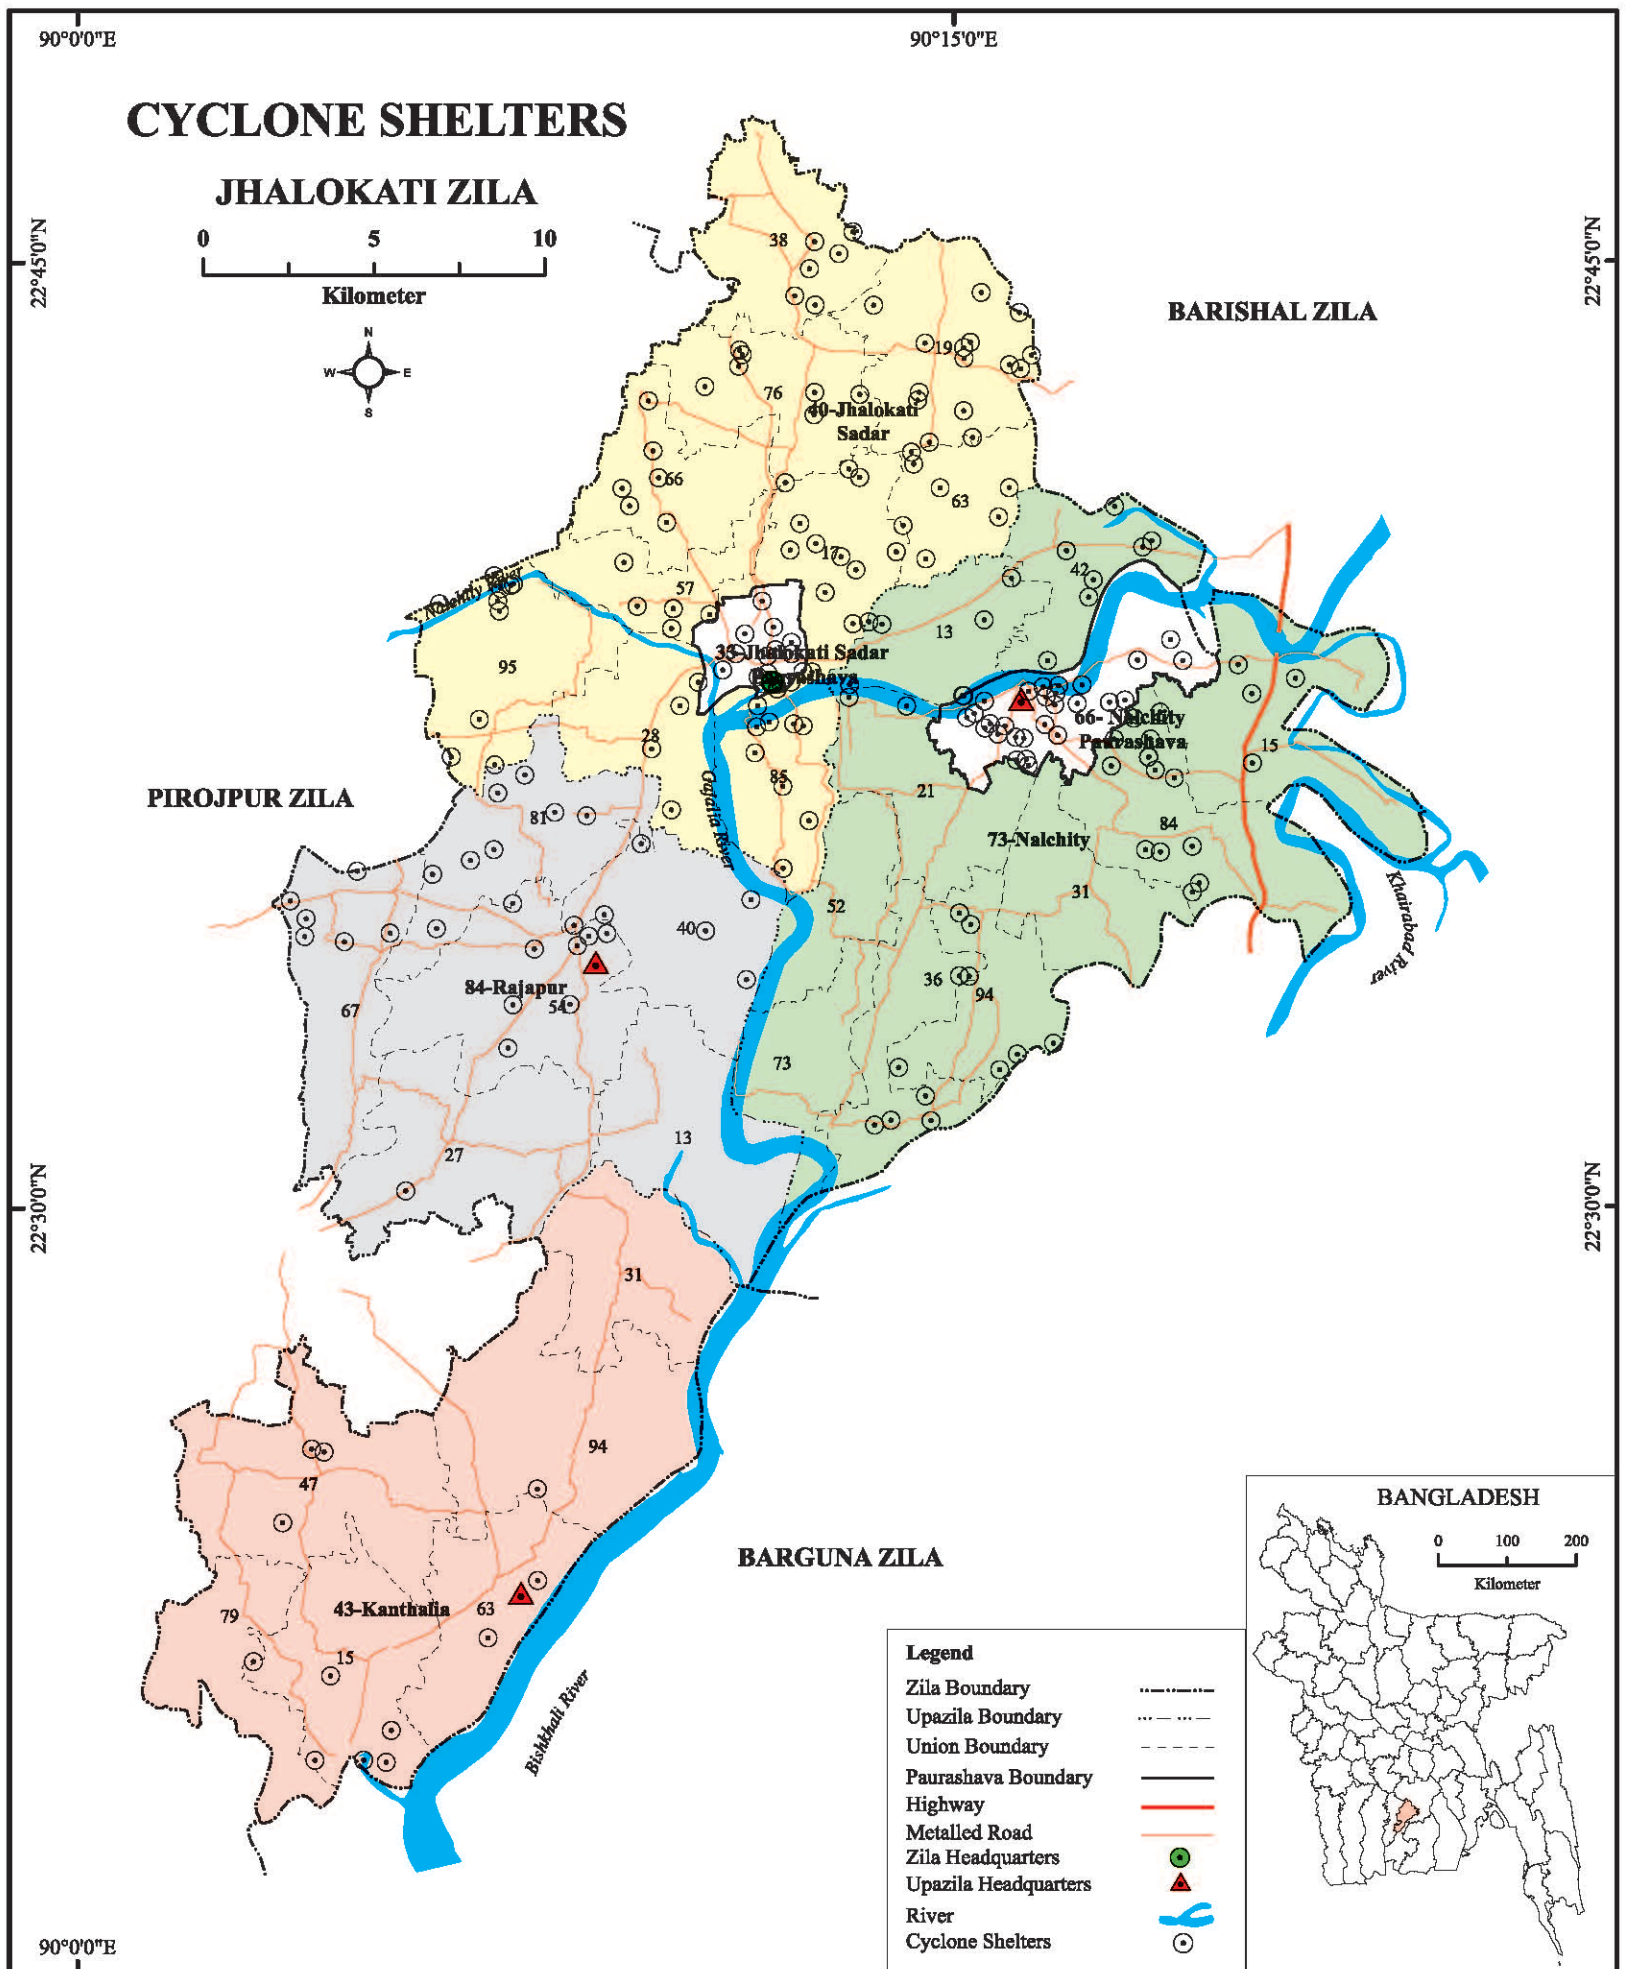 90°0'0"E
90°15'0"E
CYCLONE SHELTERS
JHALOKATI ZILA
0 5 10
Kilometer
N
W E
S
22°45'0"N
22°45'0"N
BARISHAL ZILA
38
19
76
40-Jhalokati
Sadar
66
63
17
42
Nalchity River
57
13
95
35-Jhalokati Sadar
Paurashava
66- Nalchity
Paurashava
28
15
85
Gajalia River
21
PIROJPUR ZILA
81
84
73-Nalchity
31
52
Khairabad River
40
36
94
84-Rajapur
54
67
73
13
27
22°30'0"N
22°30'0"N
31
94
47
BARGUNA ZILA
43-Kanthalia
63
79
15
Bishkhali River
BANGLADESH
0 100 200
Kilometer
Legend
Zila Boundary
Upazila Boundary
Union Boundary
Paurashava Boundary
Highway
Metalled Road
Zila Headquarters
Upazila Headquarters
River
Cyclone Shelters
90°0'0"E